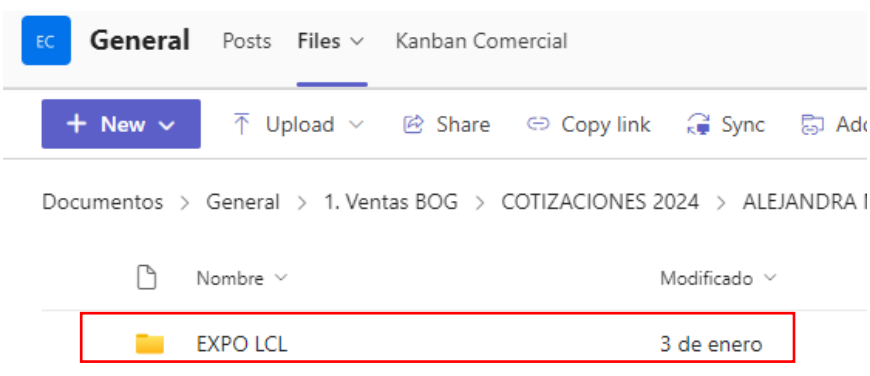 EC General Posts Files Kanban Comercial
+ New Upload Share Copy link Sync
Documentos > General > 1. Ventas BOG > COTIZACIONES 2024 > ALEJANDRA
Nombre Modificado
EXPO LCL 3 de enero